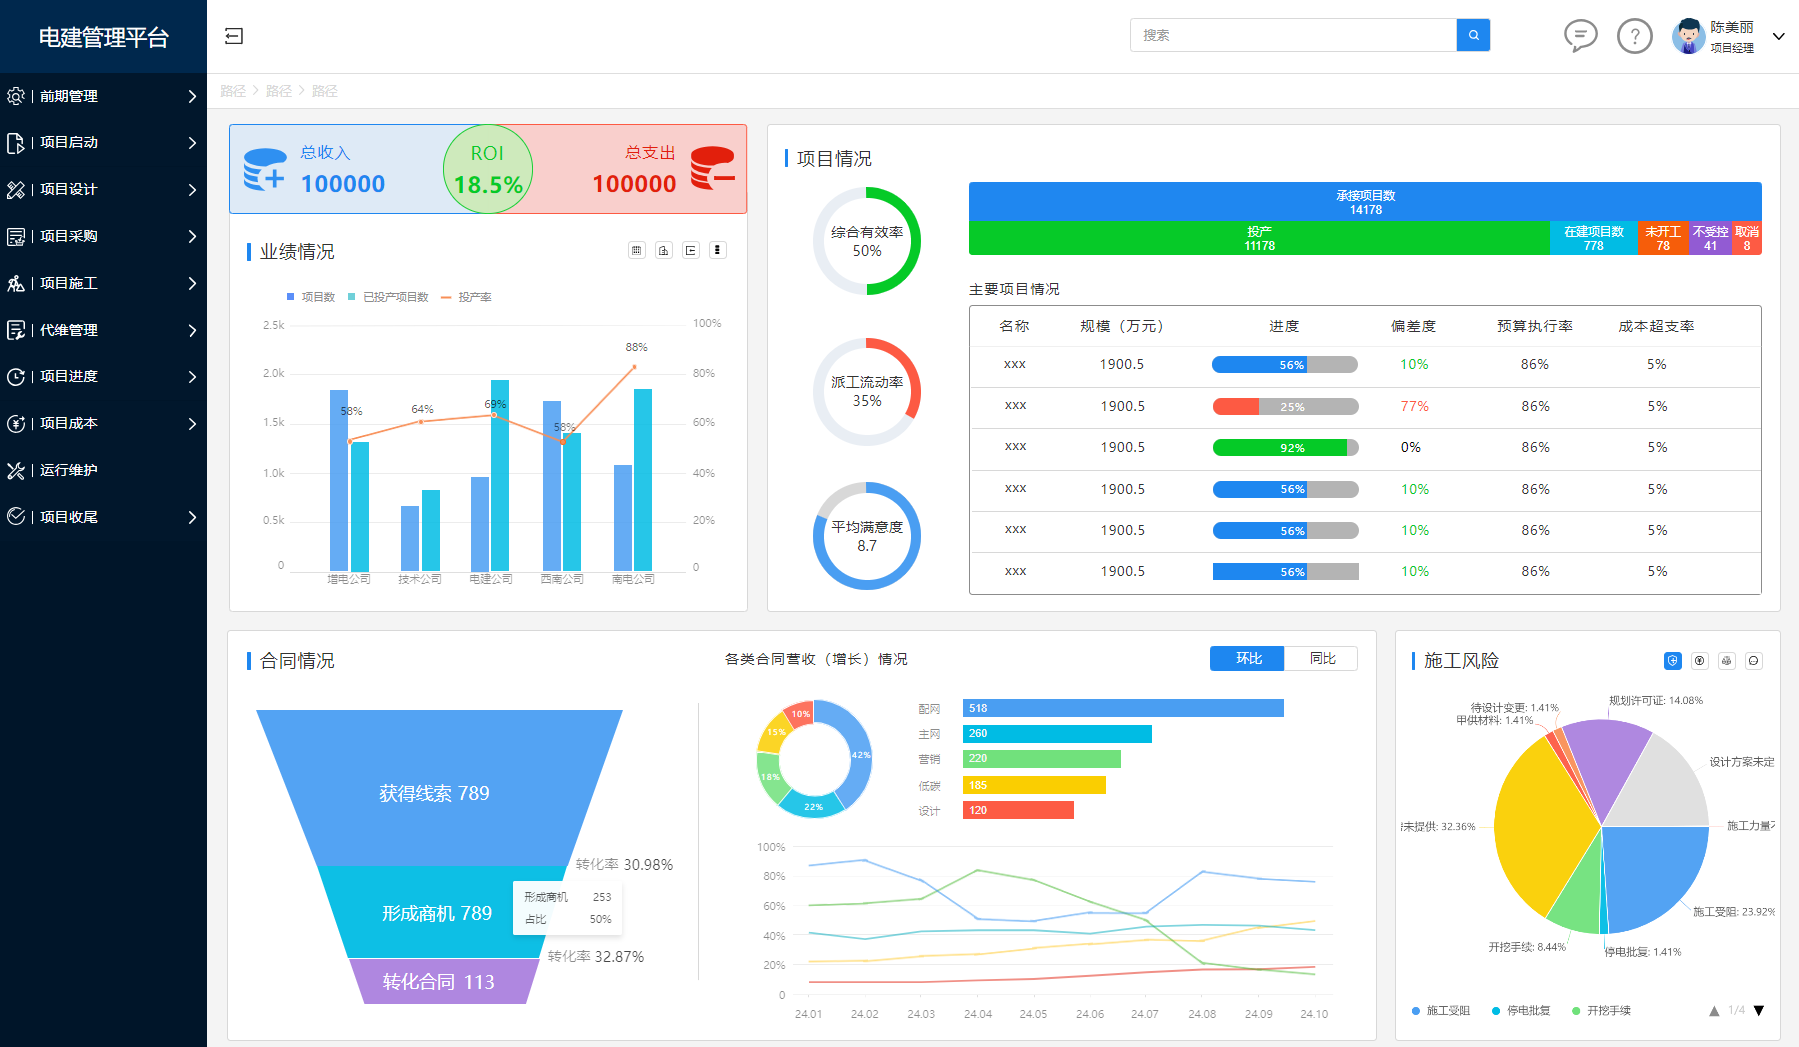 电建管理平台
搜索
陈美丽
项目经理
前期管理
项目启动
项目设计
项目采购
项目施工
代维管理
项目进度
项目成本
运行维护
项目收尾
路径 > 路径 > 路径
总收入
100000
ROI
18.5%
总支出
100000
业绩情况
项目数 已投产项目数 投产率
2.5k
2.0k
1.5k
1.0k
0.5k
0
100%
80%
60%
40%
20%
0
58%
64%
69%
58%
88%
增电公司 技术公司 电建公司 西南公司 南电公司
项目情况
综合有效率
50%
派工流动率
35%
平均满意度
8.7
承接项目数
14178
投产
11178
在建项目数
778
未开工
78
不受控
41
取消
8
主要项目情况
名称 规模（万元） 进度 偏差度 预算执行率 成本超支率
xxx 1900.5 56% 10% 86% 5%
xxx 1900.5 25% 77% 86% 5%
xxx 1900.5 92% 0% 86% 5%
xxx 1900.5 56% 10% 86% 5%
xxx 1900.5 56% 10% 86% 5%
xxx 1900.5 56% 10% 86% 5%
合同情况
获得线索 789
转化率 30.98%
形成商机 789
形成商机 253
占比 50%
转化率 32.87%
转化合同 113
各类合同营收（增长）情况
环比 同比
10%
15%
42%
18%
22%
配网 518
主网 260
营销 220
低碳 185
设计 120
100%
80%
60%
40%
20%
0
24.01 24.02 24.03 24.04 24.05 24.06 24.07 24.08 24.09 24.10
施工风险
规划许可证: 14.08%
待设计变更: 1.41%
甲供材料: 1.41%
设计方案未定
施工力量不
未提供: 32.36%
施工受阻: 23.92%
开挖手续: 8.44%
停电批复: 1.41%
施工受阻 停电批复 开挖手续 ▲ 1/4 ▼